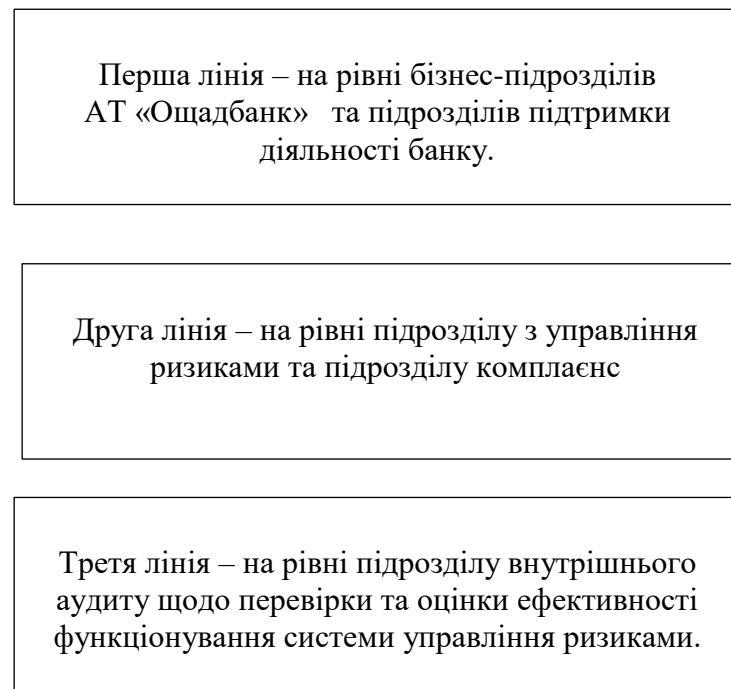 Перша лінія – на рівні бізнес-підрозділів
АТ «Ощадбанк» та підрозділів підтримки
діяльності банку.
Друга лінія – на рівні підрозділу з управління
ризиками та підрозділу комплаєнс
Третя лінія – на рівні підрозділу внутрішнього
аудиту щодо перевірки та оцінки ефективності
функціонування системи управління ризиками.